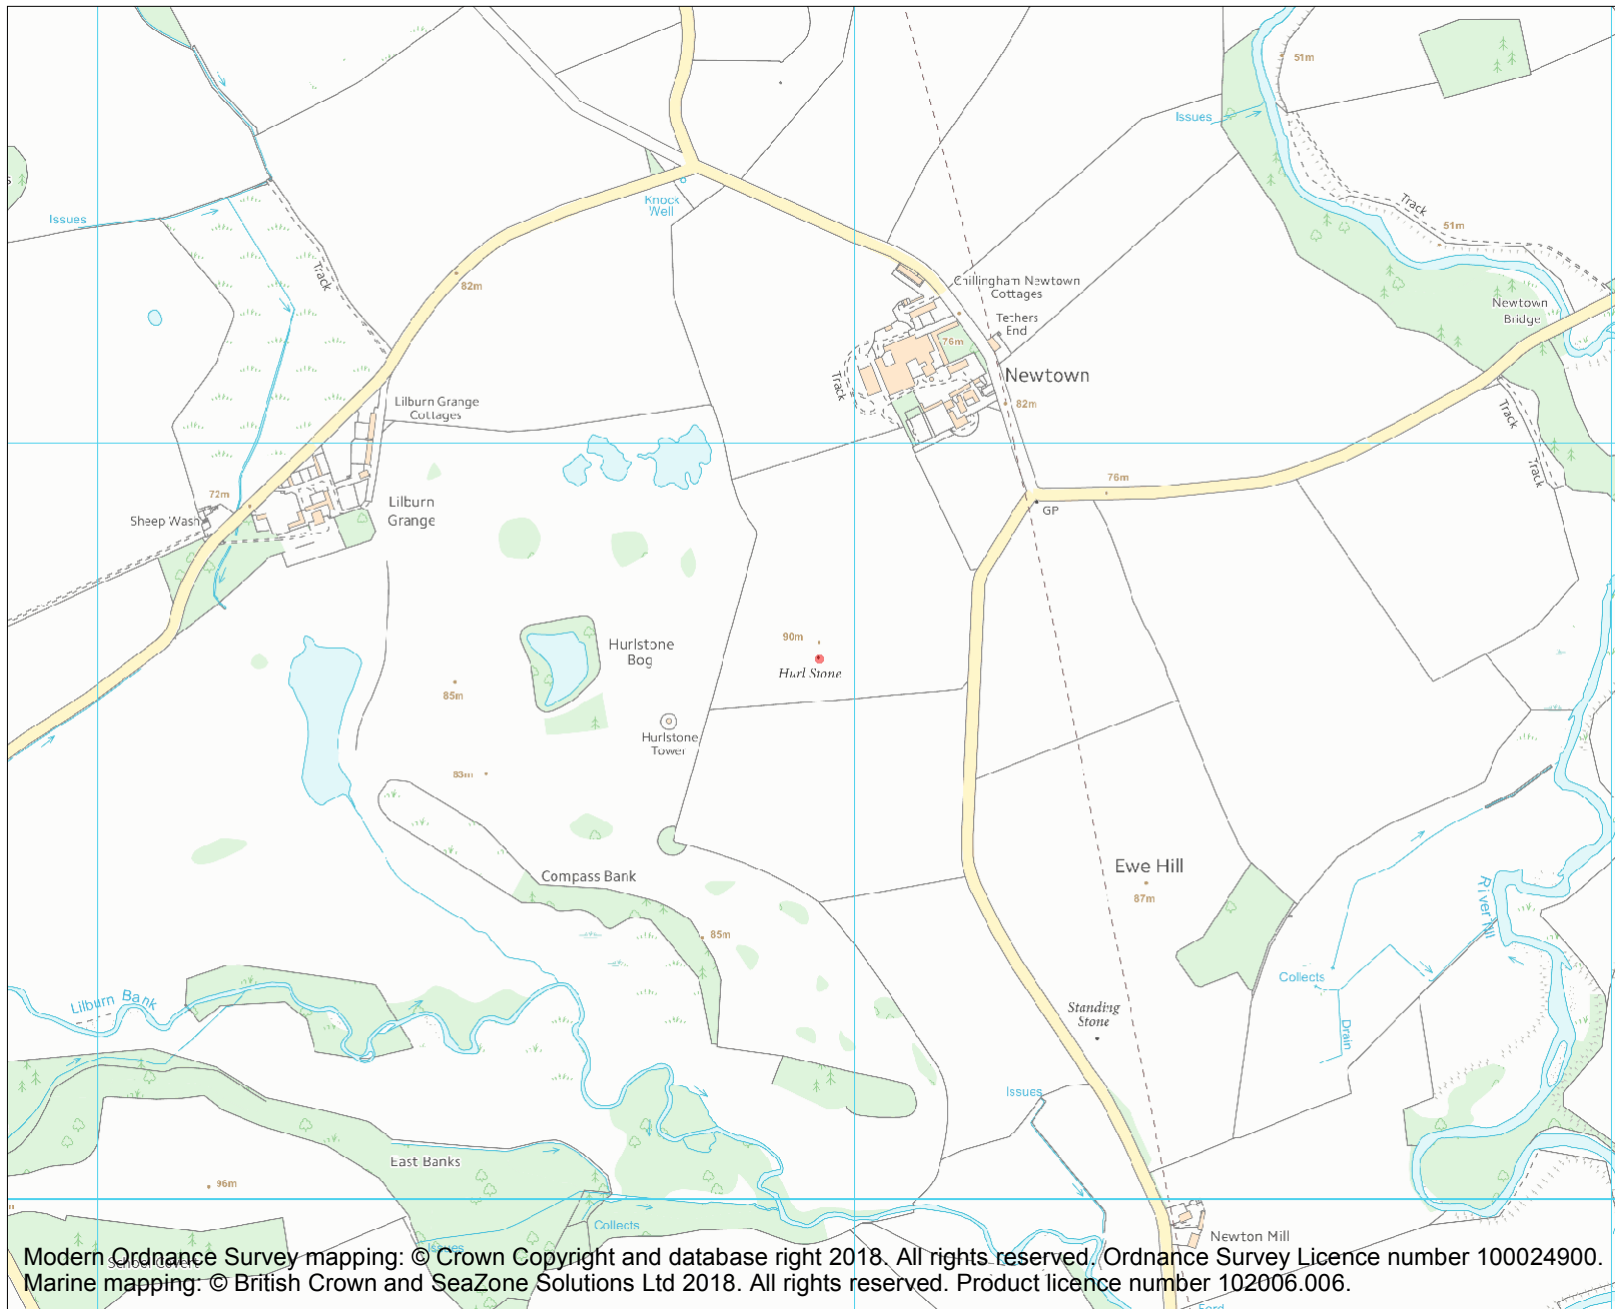 51m
Issues
Track
51m
Issues
Knock
Well
Track
82m
Chillingham Newtown
Cottages
Tethers
End
Newtown
Bridge
76m
Newtown
Track
82m
Lilburn Grange
Cottages
Track
Track
76m
72m
Sheep Wash
Lilburn
Grange
GP
90m
Hurlstone
Bog
Hurl Stone
85m
Hurlstone
Tower
83m
Ewe Hill
87m
Compass Bank
River Till
85m
Collects
Lilburn Bank
Standing
Stone
Drain
Issues
East Banks
96m
Collects
Newton Mill
Issues
School Covert
Modern Ordnance Survey mapping: © Crown Copyright and database right 2018. All rights reserved. Ordnance Survey Licence number 100024900.
Marine mapping: © British Crown and SeaZone Solutions Ltd 2018. All rights reserved. Product licence number 102006.006.
Ford